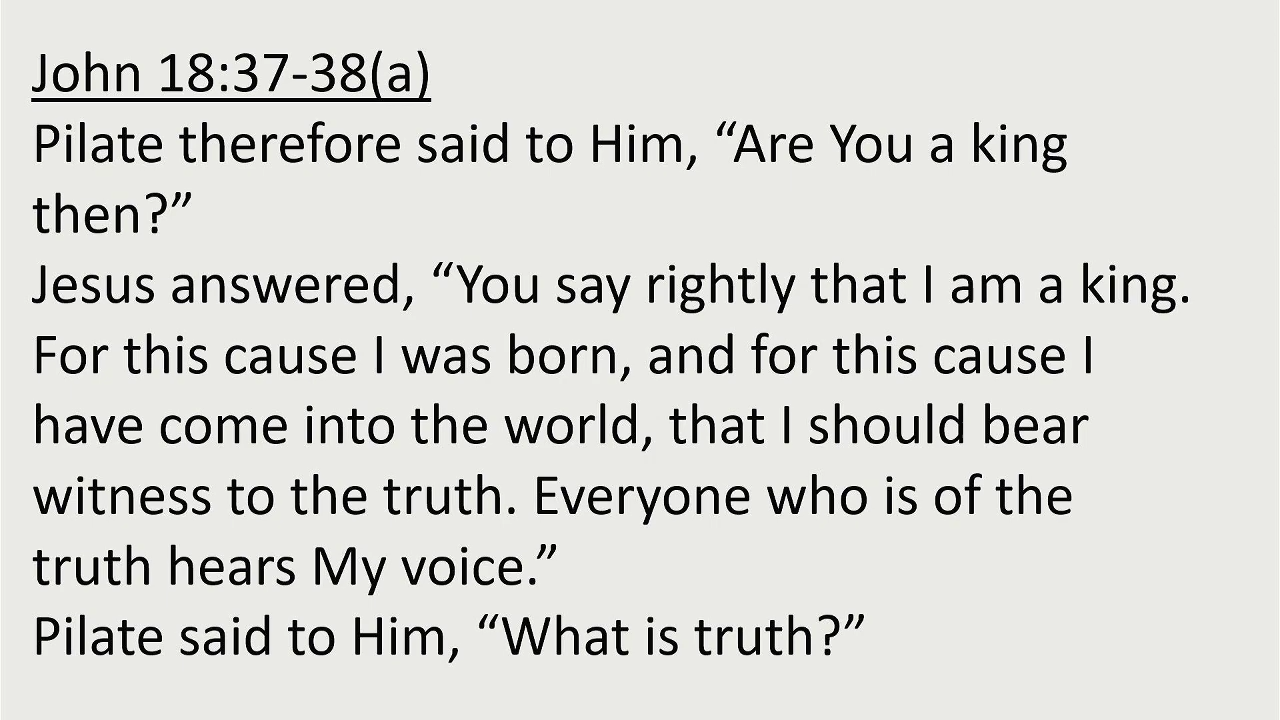 John 18:37-38(a)
Pilate therefore said to Him, “Are You a king
then?”
Jesus answered, “You say rightly that I am a king.
For this cause I was born, and for this cause I
have come into the world, that I should bear
witness to the truth. Everyone who is of the
truth hears My voice.”
Pilate said to Him, “What is truth?”